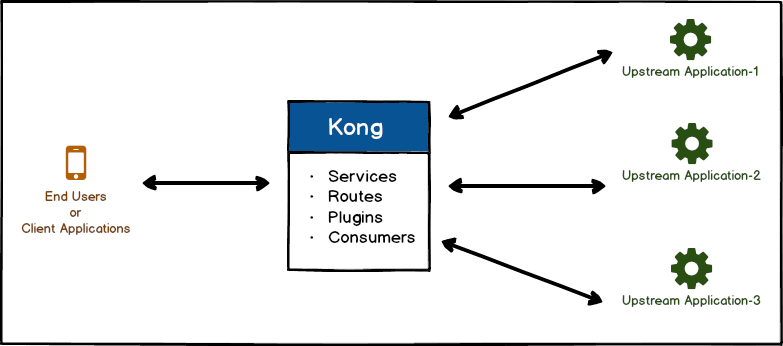 End Users
or
Client Applications
Kong
· Services
· Routes
· Plugins
· Consumers
Upstream Application-1
Upstream Application-2
Upstream Application-3